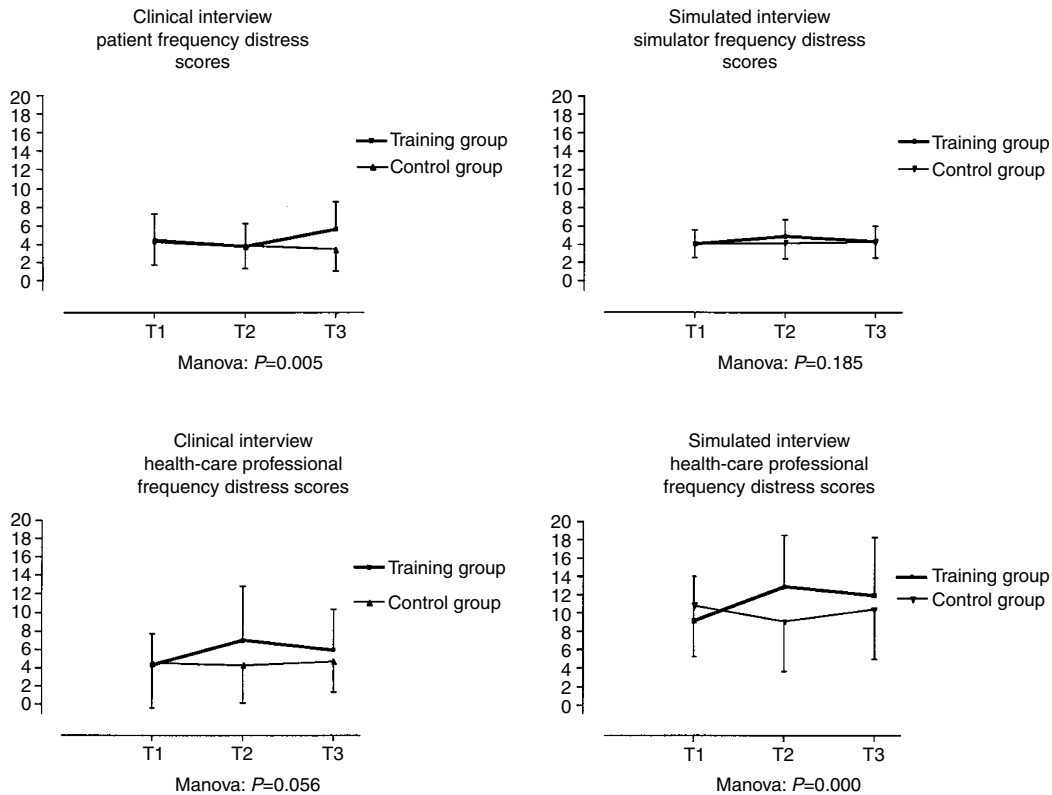 Clinical interview
patient frequency distress
scores
20
18
16
14
12
10
8
6
4
2
0
Training group
Control group
T1 T2 T3
Manova: P=0.005
Simulated interview
simulator frequency distress
scores
20
18
16
14
12
10
8
6
4
2
0
Training group
Control group
T1 T2 T3
Manova: P=0.185
Clinical interview
health-care professional
frequency distress scores
20
18
16
14
12
10
8
6
4
2
0
Training group
Control group
T1 T2 T3
Manova: P=0.056
Simulated interview
health-care professional
frequency distress scores
20
18
16
14
12
10
8
6
4
2
0
Training group
Control group
T1 T2 T3
Manova: P=0.000